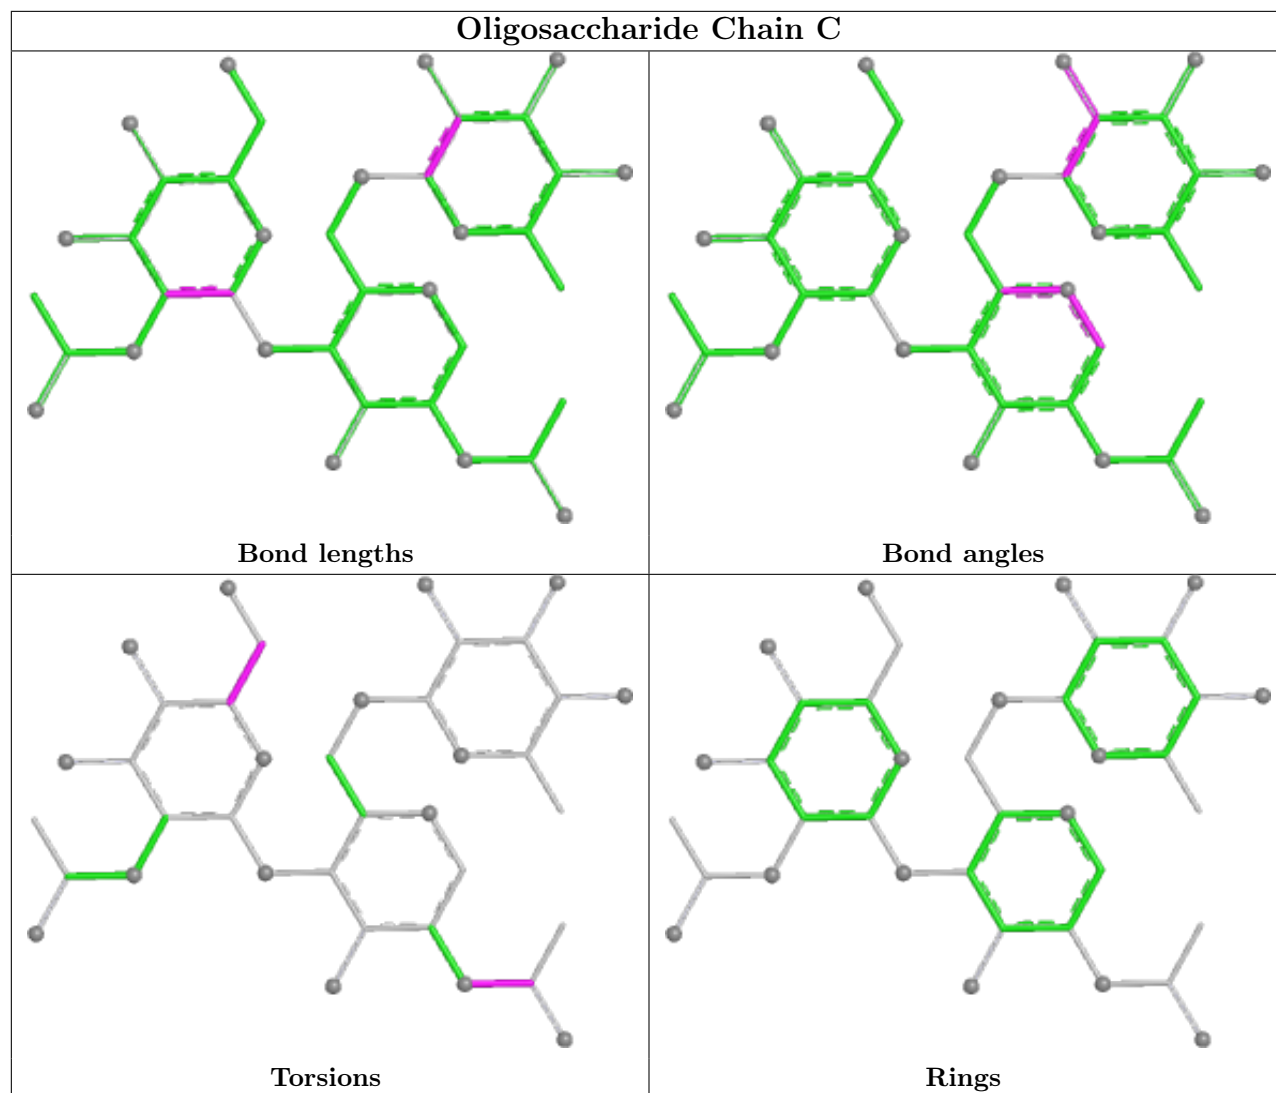 Oligosaccharide Chain C
Bond lengths
Bond angles
Torsions
Rings